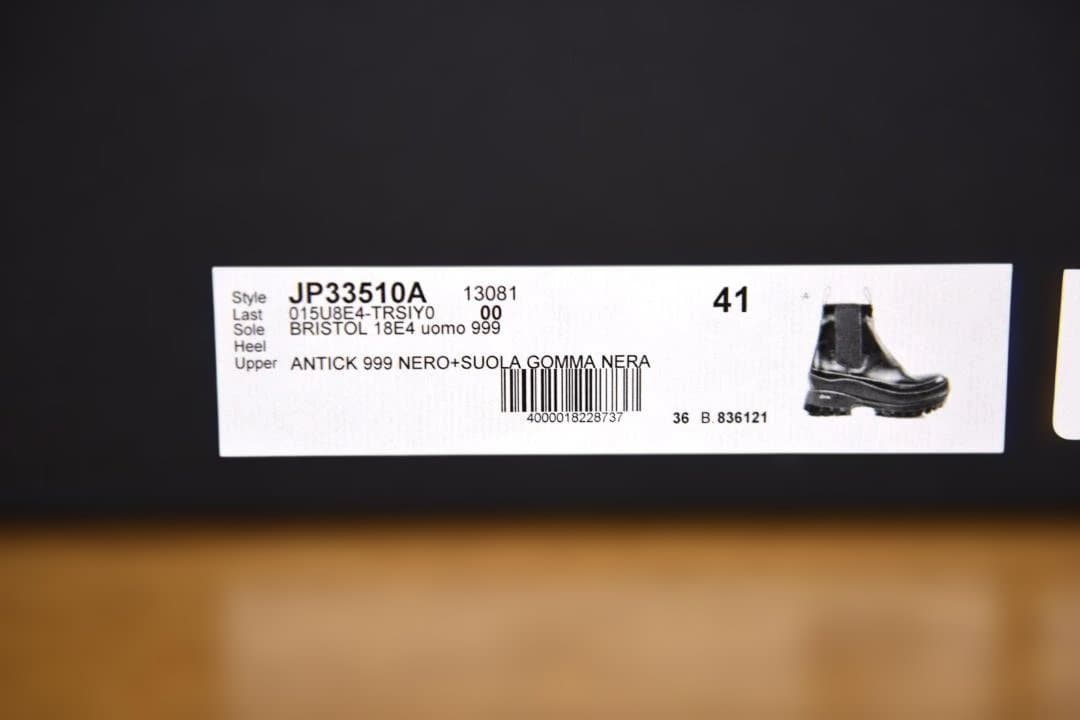 Style JP33510A 13081 41
Last 015U8E4-TRSIY0 00
Sole BRISTOL 18E4 uomo 999
Heel
Upper ANTICK 999 NERO+SUOLA GOMMA NERA
4000018228737
36 B. 836121